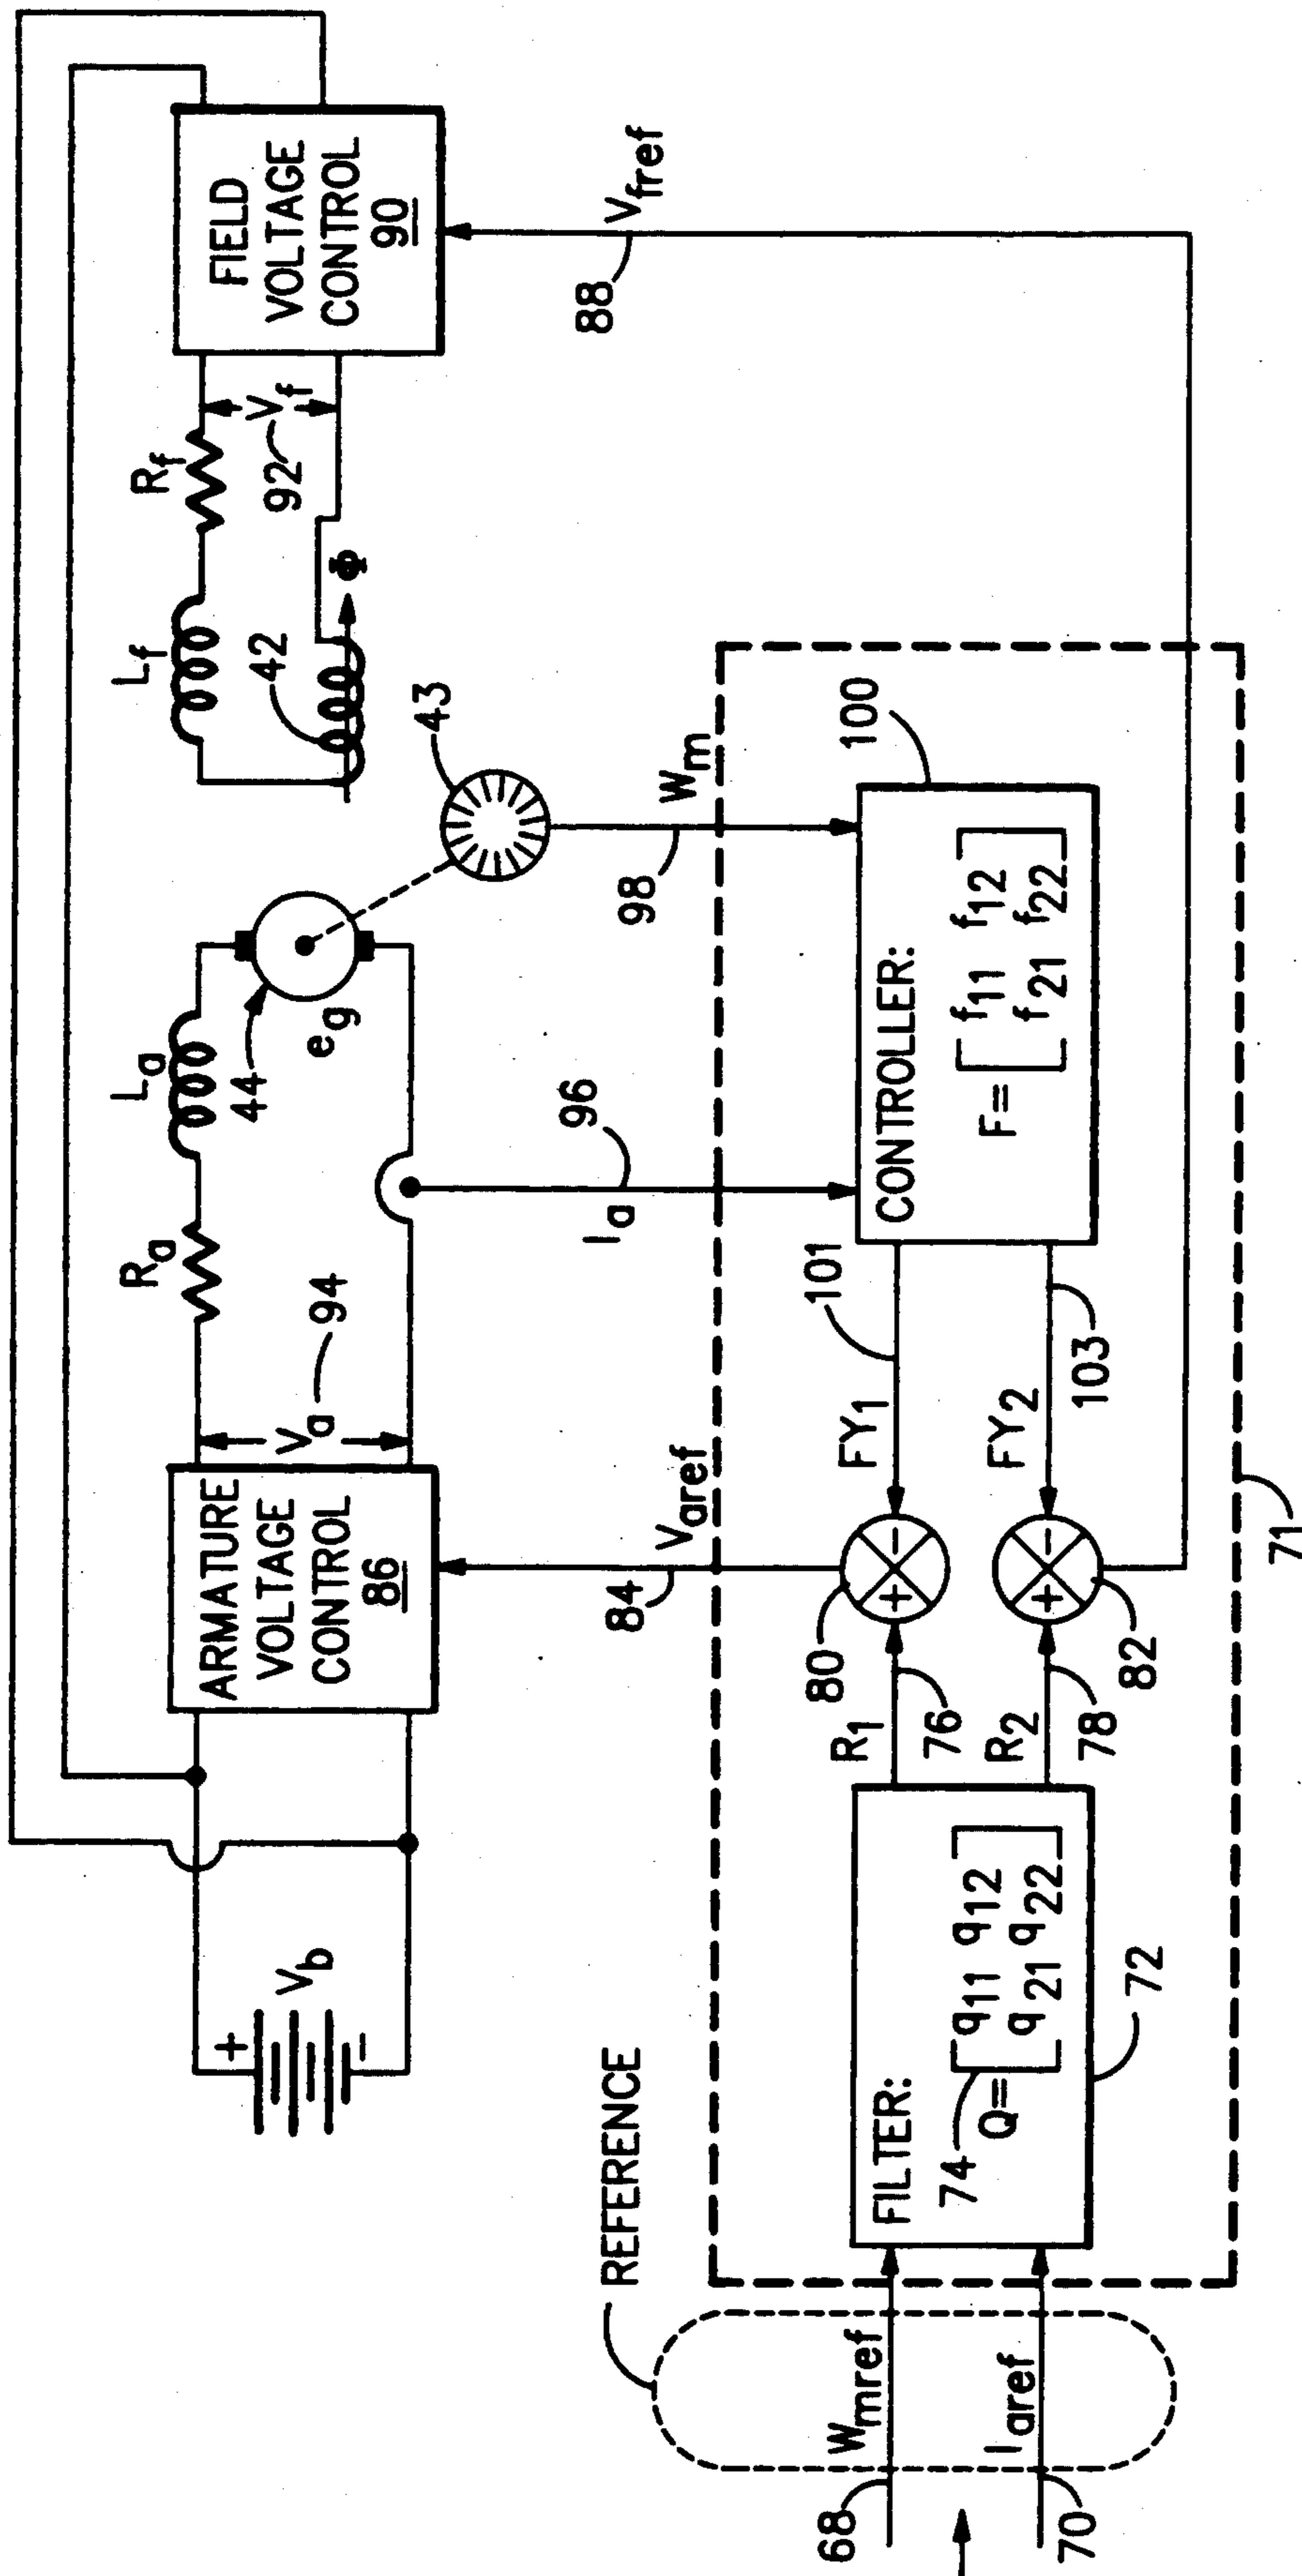 +
V_b
-
ARMATURE
VOLTAGE
CONTROL
86
V_a
94
R_a
L_a
44
e_g
43
L_f
42
Φ
R_f
92
V_f
FIELD
VOLTAGE
CONTROL
90
88
V_fref
REFERENCE
84
V_aref
I_a
96
98
W_m
68
W_mref
70
I_aref
FILTER:
74
Q= [ q11 q12
q21 q22 ]
72
R1
76
R2
78
80
+ -
82
+ -
FY1
101
FY2
103
CONTROLLER:
F= [ f11 f12
f21 f22 ]
100
71